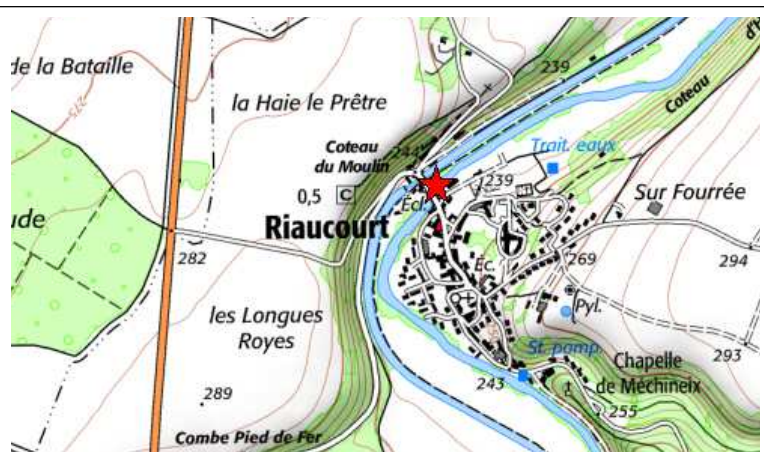 de la Bataille
275
la Haie le Prêtre
239
Coteau
Coteau
du Moulin
244
Trait. eaux
0,5 C
Écl.
239
Sur Fourrée
ude
Riaucourt
282
Éc.
269
294
les Longues
Royes
Pyl.
St. pomp.
293
289
243
Chapelle
de Méchineix
255
Combe Pied de Fer